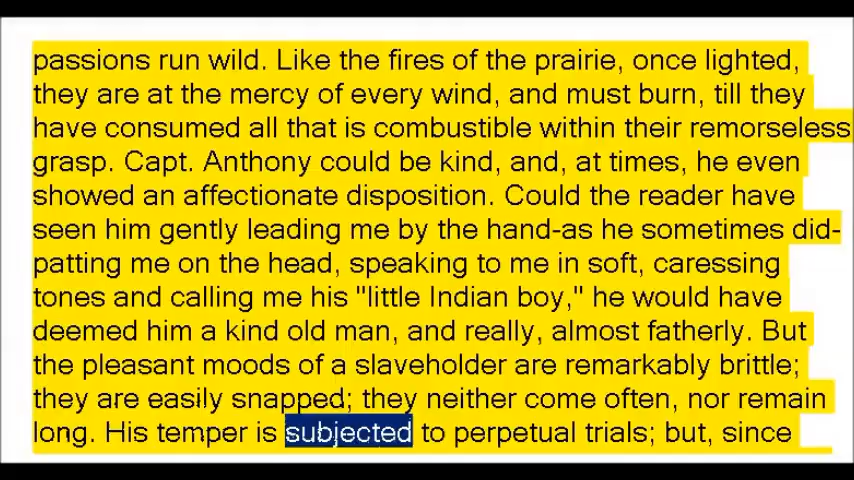 passions run wild. Like the fires of the prairie, once lighted,
they are at the mercy of every wind, and must burn, till they
have consumed all that is combustible within their remorseless
grasp. Capt. Anthony could be kind, and, at times, he even
showed an affectionate disposition. Could the reader have
seen him gently leading me by the hand-as he sometimes did-
patting me on the head, speaking to me in soft, caressing
tones and calling me his "little Indian boy," he would have
deemed him a kind old man, and really, almost fatherly. But
the pleasant moods of a slaveholder are remarkably brittle;
they are easily snapped; they neither come often, nor remain
long. His temper is subjected to perpetual trials; but, since